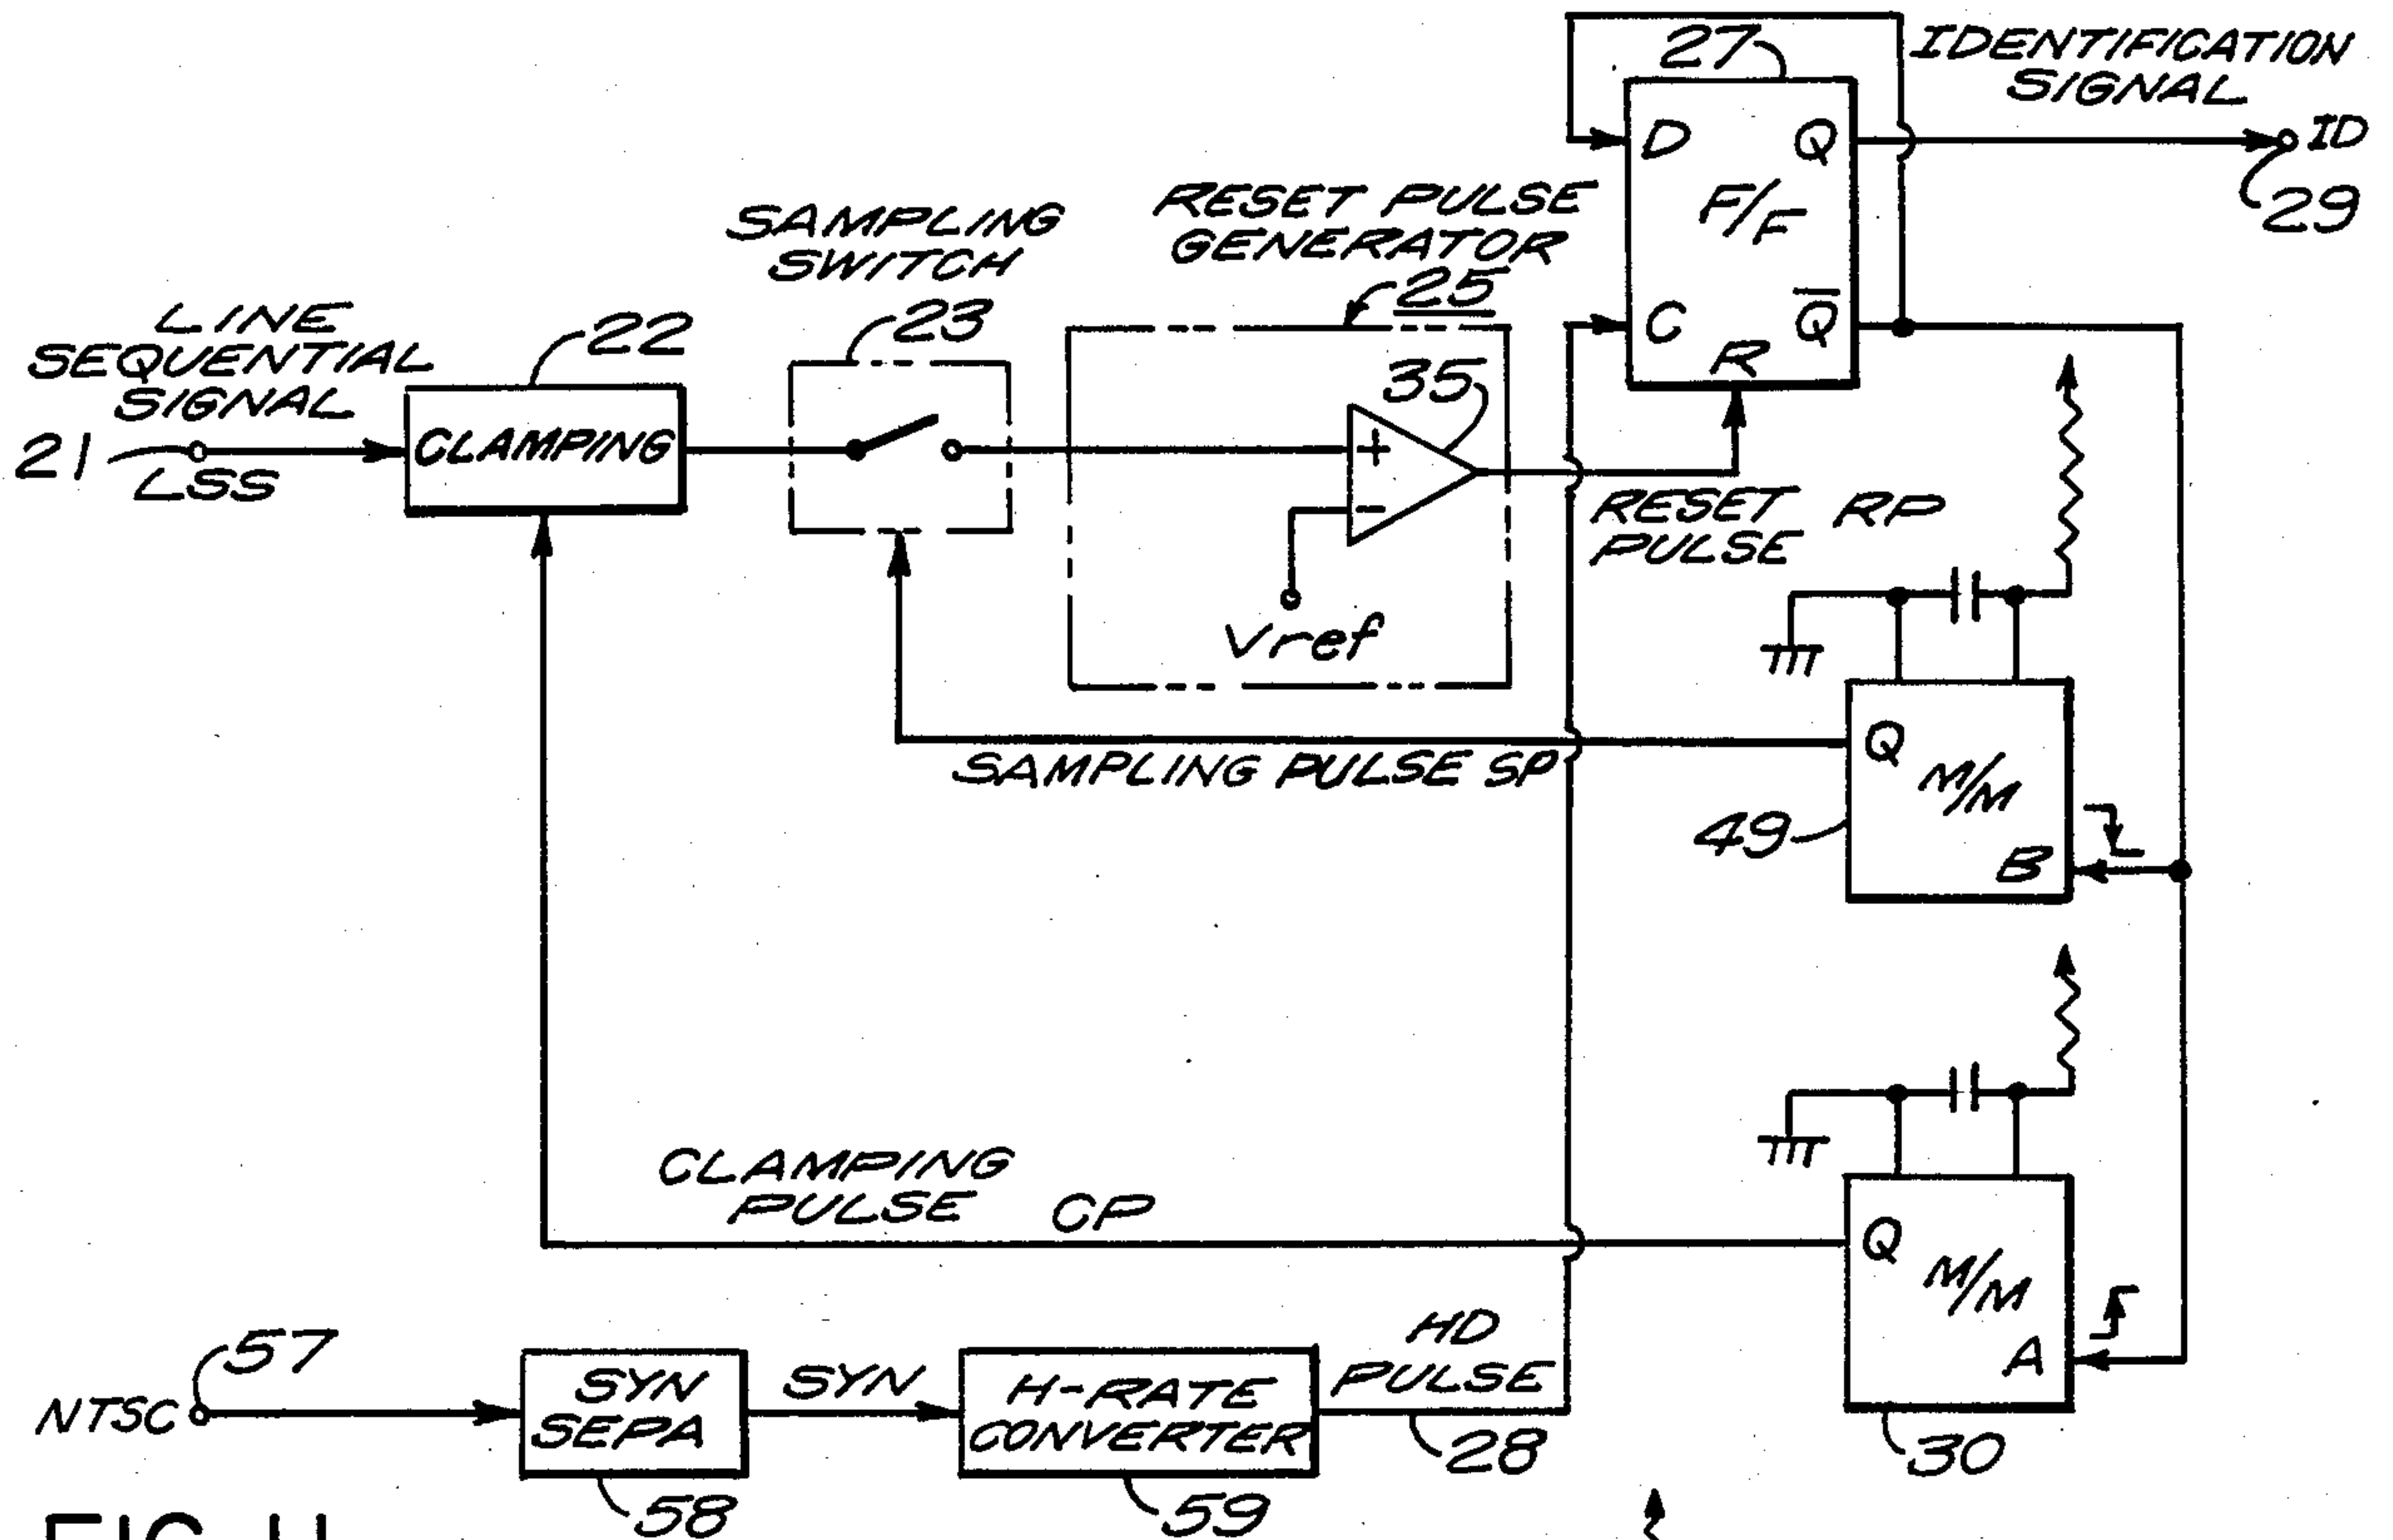 27
IDENTIFICATION
SIGNAL
D
Q
ID
29
F/F
C
Q̅
R
RESET PULSE
GENERATOR
25
SAMPLING
SWITCH
23
LINE
SEQUENTIAL
SIGNAL
22
21
LSS
CLAMPING
35
+
-
Vref
RESET
PULSE
RP
Q
M/M
B
49
SAMPLING PULSE SP
CLAMPING
PULSE CP
Q
M/M
A
30
57
NTSC
SYN
SEPA
58
SYN
H-RATE
CONVERTER
59
HD
PULSE
28